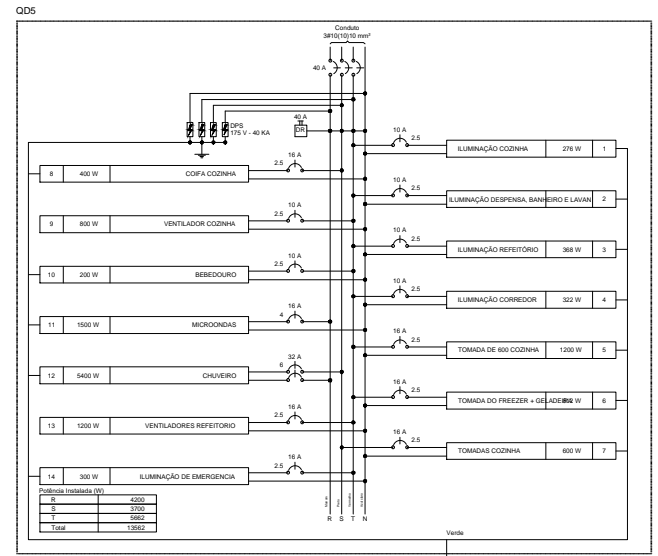 QD5
Conduto
3#10(10)10 mm²
40 A
DPS
175 V - 40 KA
40 A
DR
10 A
2.5
ILUMINAÇÃO COZINHA 276 W 1
10 A
2.5
ILUMINAÇÃO DESPENSA, BANHEIRO E LAVAN 2
10 A
2.5
ILUMINAÇÃO REFEITÓRIO 368 W 3
10 A
2.5
ILUMINAÇÃO CORREDOR 322 W 4
16 A
2.5
TOMADA DE 600 COZINHA 1200 W 5
16 A
2.5
TOMADA DO FREEZER + W 6
16 A
2.5
TOMADAS COZINHA 600 W 7
16 A
2.5
8 400 W COIFA COZINHA
10 A
2.5
9 800 W VENTILADOR COZINHA
10 A
2.5
10 200 W BEBEDOURO
16 A
4
11 1500 W MICROONDAS
32 A
6
12 5400 W CHUVEIRO
16 A
2.5
13 1200 W VENTILADORES REFEITORIO
16 A
2.5
14 300 W ILUMINAÇÃO DE EMERGENCIA
Potência Instalada (W)
R 4200
S 3700
T 5662
Total 13562
R S T N
Verde